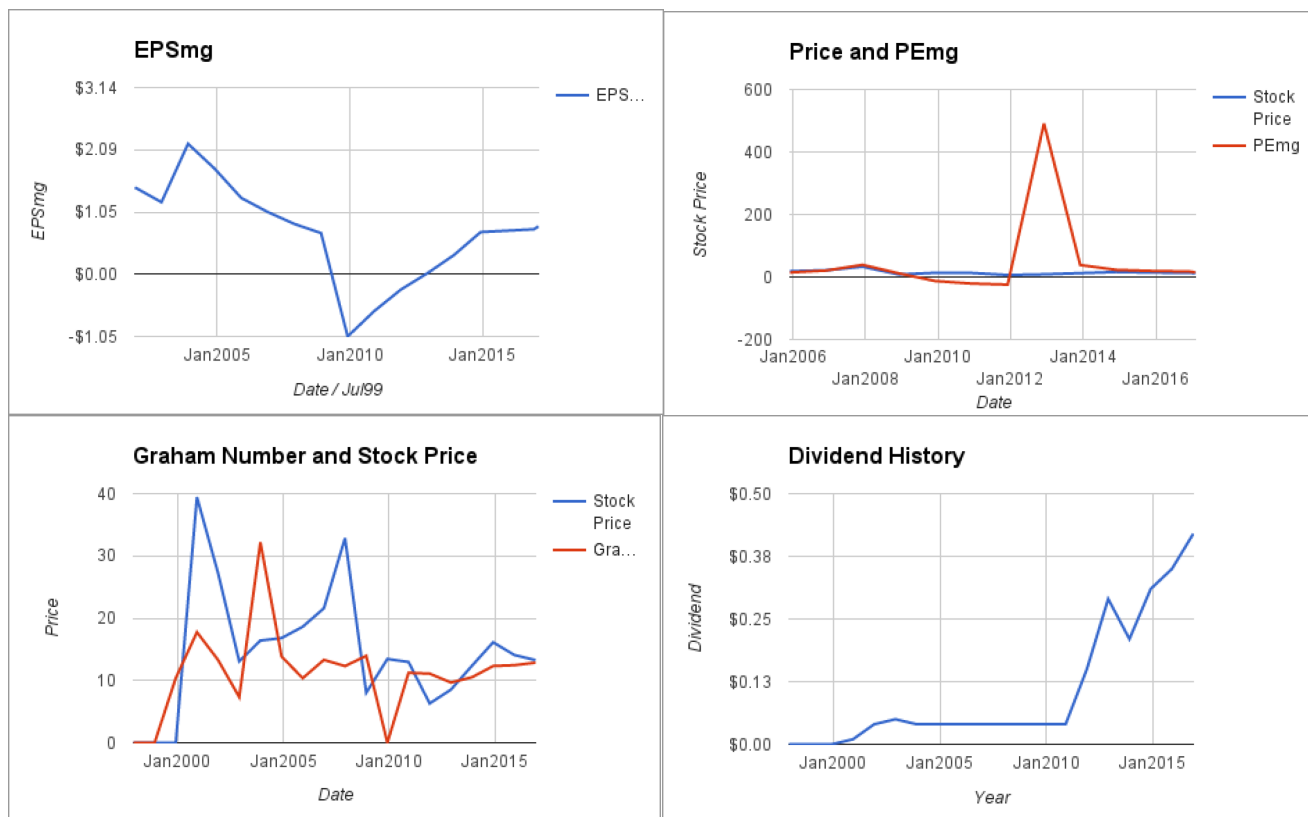 EPSmg
$3.14
$2.09
$1.05
$0.00
-$1.05
EPSmg
EPS...
Jan2005
Jan2010
Jan2015
Date / Jul99
Price and PEmg
600
400
200
0
-200
Stock Price
Stock
Price
PEmg
Jan2006
Jan2008
Jan2010
Jan2012
Jan2014
Jan2016
Date
Graham Number and Stock Price
40
30
20
10
0
Price
Stock
Price
Gra...
Jan2000
Jan2005
Jan2010
Jan2015
Date
Dividend History
$0.50
$0.38
$0.25
$0.13
$0.00
Dividend
Jan2000
Jan2005
Jan2010
Jan2015
Year